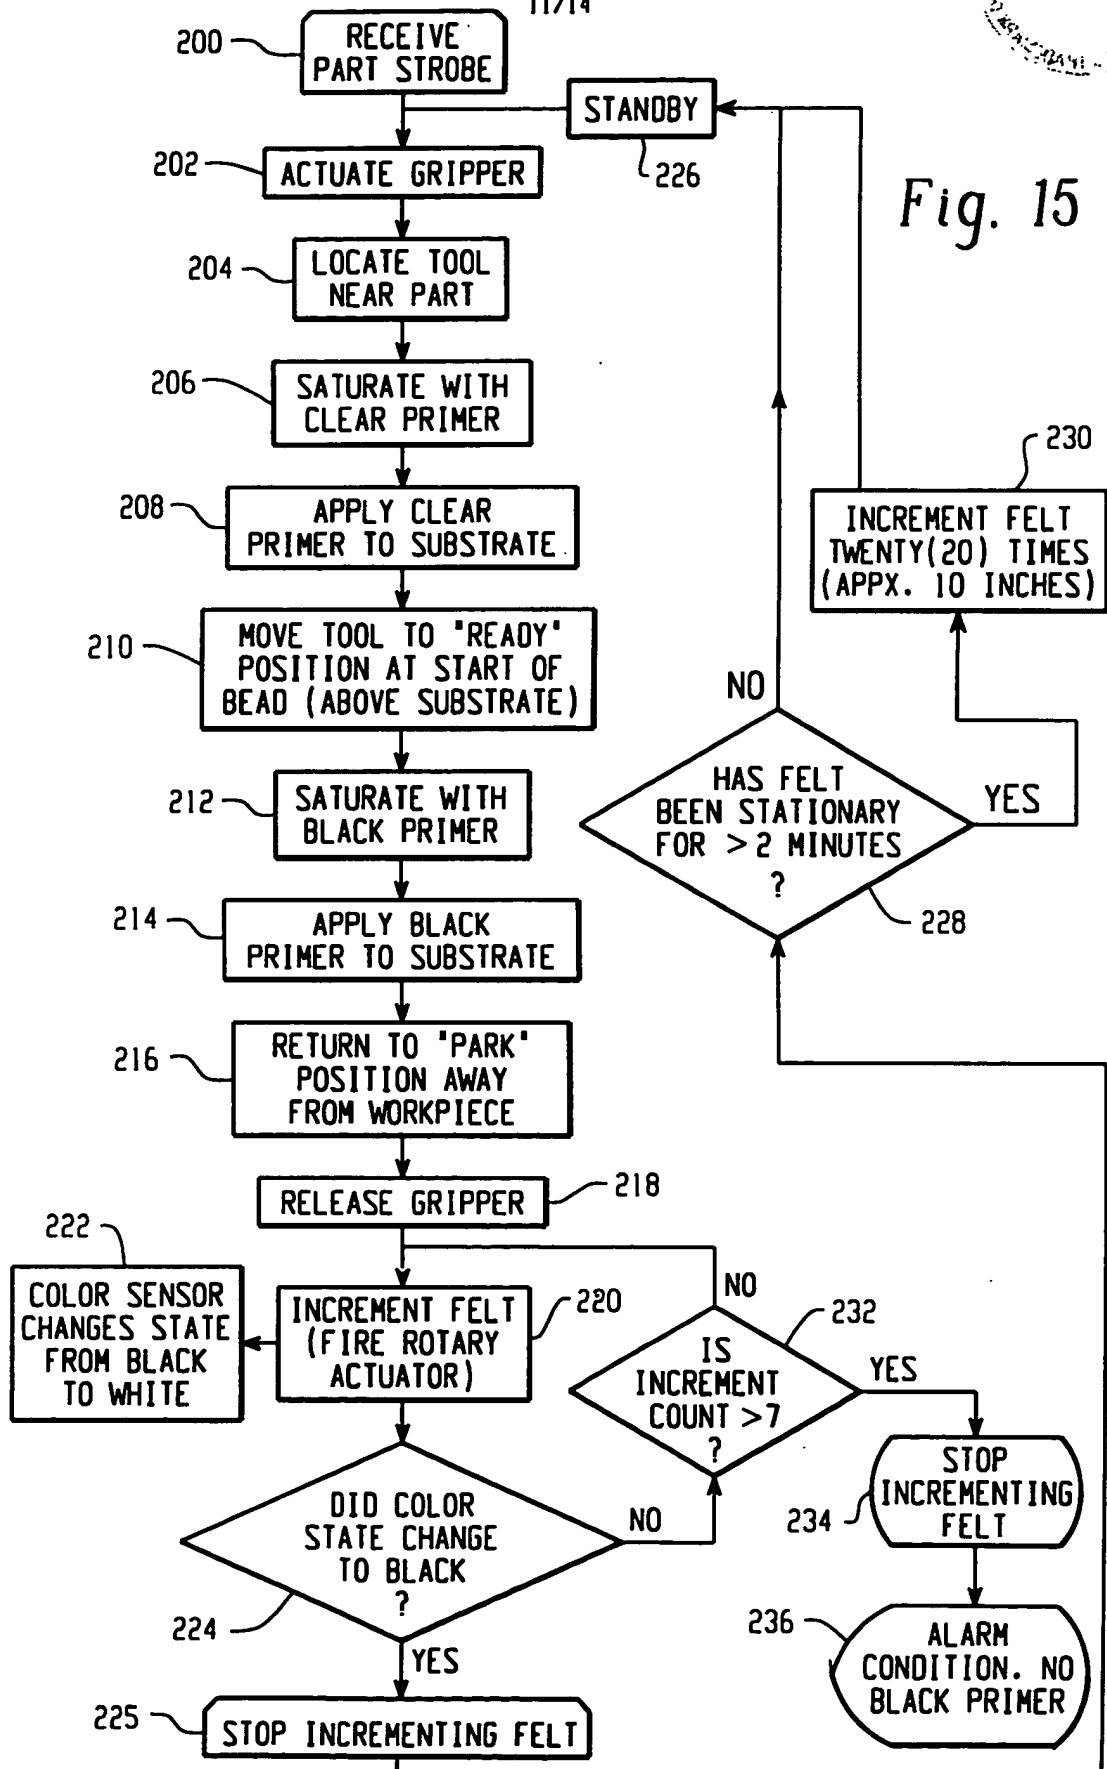 11/14
200
RECEIVE
PART STROBE
STANDBY
226
202
ACTUATE GRIPPER
Fig. 15
204
LOCATE TOOL
NEAR PART
206
SATURATE WITH
CLEAR PRIMER
208
APPLY CLEAR
PRIMER TO SUBSTRATE
230
INCREMENT FELT
TWENTY(20) TIMES
(APPX. 10 INCHES)
210
MOVE TOOL TO "READY"
POSITION AT START OF
BEAD (ABOVE SUBSTRATE)
NO
212
SATURATE WITH
BLACK PRIMER
HAS FELT
BEEN STATIONARY
FOR >2 MINUTES
?
YES
228
214
APPLY BLACK
PRIMER TO SUBSTRATE
216
RETURN TO "PARK"
POSITION AWAY
FROM WORKPIECE
RELEASE GRIPPER
218
222
COLOR SENSOR
CHANGES STATE
FROM BLACK
TO WHITE
INCREMENT FELT
(FIRE ROTARY
ACTUATOR)
220
NO
232
IS
INCREMENT
COUNT >7
?
YES
STOP
INCREMENTING
FELT
234
DID COLOR
STATE CHANGE
TO BLACK
?
NO
224
YES
236
ALARM
CONDITION. NO
BLACK PRIMER
225
STOP INCREMENTING FELT